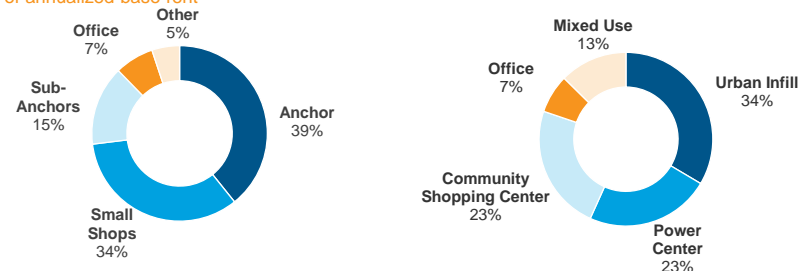 of annualized base rent
Other
5%
Office
7%
Sub-
Anchors
15%
Anchor
39%
Small
Shops
34%
Mixed Use
13%
Office
7%
Urban Infill
34%
Community
Shopping Center
23%
Power
Center
23%